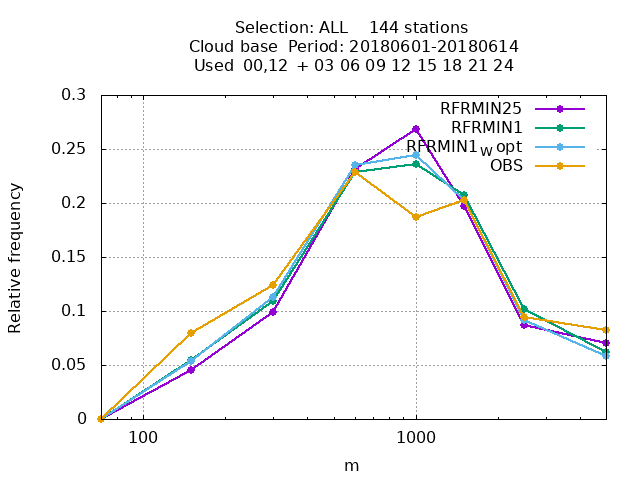 Selection: ALL 144 stations
Cloud base Period: 20180601-20180614
Used 00,12 + 03 06 09 12 15 18 21 24
0.3
0.25
0.2
0.15
0.1
0.05
0
Relative frequency
RFRMIN25
RFRMIN1
RFRMIN1wopt
OBS
100
1000
m